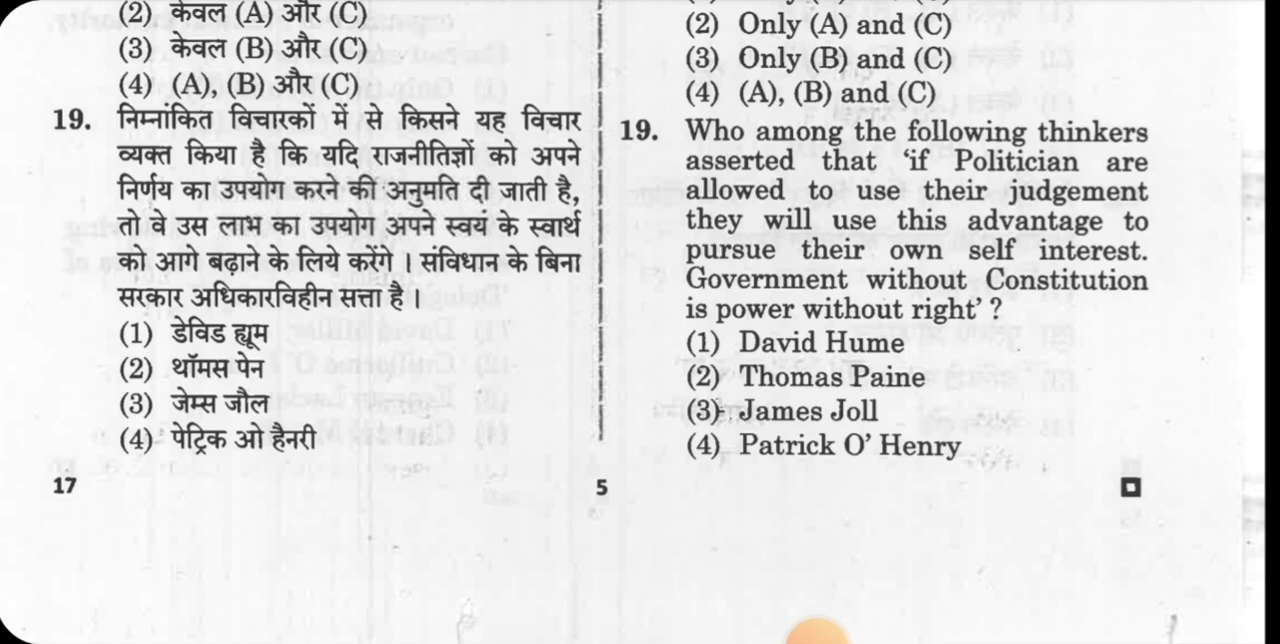 (2) केवल (A) और (C)
(3) केवल (B) और (C)
(4) (A), (B) और (C)
19. निम्नांकित विचारकों में से किसने यह विचार
व्यक्त किया है कि यदि राजनीतिज्ञों को अपने
निर्णय का उपयोग करने की अनुमति दी जाती है,
तो वे उस लाभ का उपयोग अपने स्वयं के स्वार्थ
को आगे बढ़ाने के लिये करेंगे । संविधान के बिना
सरकार अधिकारविहीन सत्ता है ।
(1) डेविड ह्यूम
(2) थॉमस पेन
(3) जेम्स जौल
(4) पेट्रिक ओ हैनरी
17
(2) Only (A) and (C)
(3) Only (B) and (C)
(4) (A), (B) and (C)
19. Who among the following thinkers
asserted that ‘if Politician are
allowed to use their judgement
they will use this advantage to
pursue their own self interest.
Government without Constitution
is power without right’ ?
(1) David Hume
(2) Thomas Paine
(3) James Joll
(4) Patrick O’ Henry
5